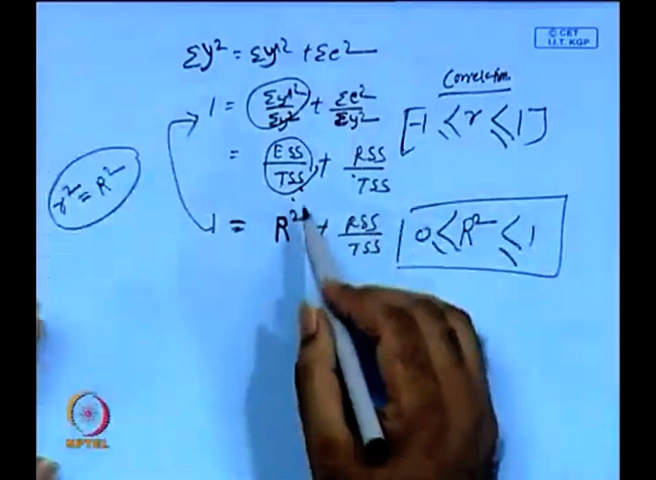 Σy² = Σŷ² + Σe²
© CET
I.I.T. KGP
Correlation
1 = Σŷ²/Σy² + Σe²/Σy²
[-1 ≤ r ≤ 1]
= ESS/TSS + RSS/TSS
r² = R²
1 = R² + RSS/TSS
0 ≤ R² ≤ 1
NPTEL